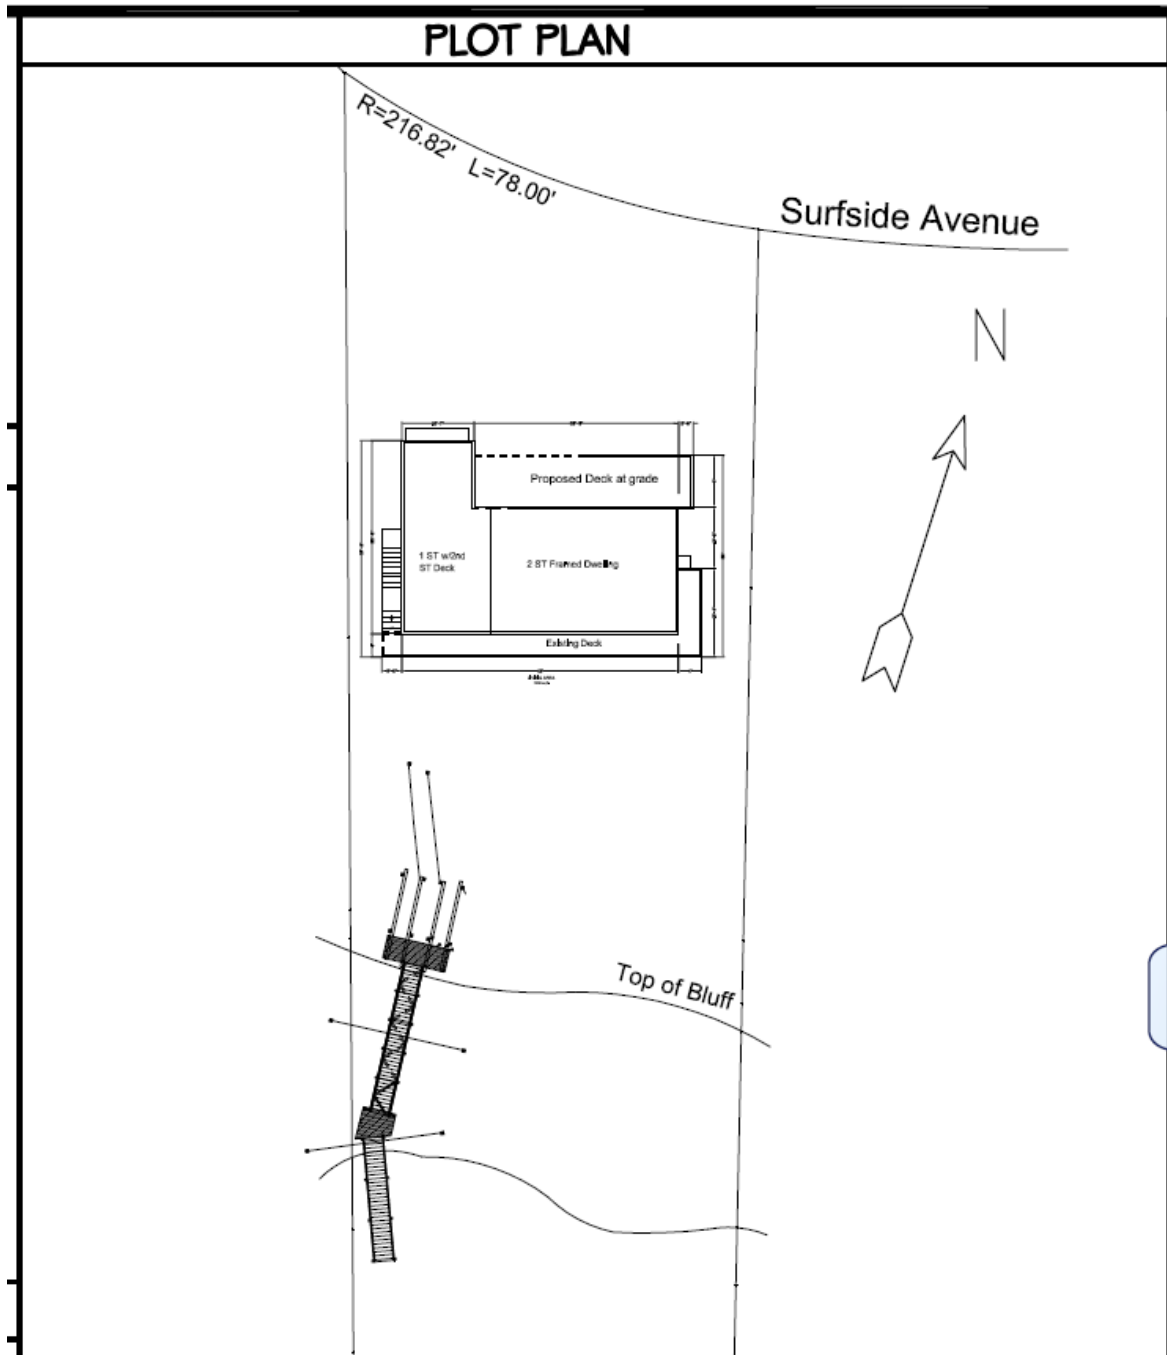 PLOT PLAN
R=216.82' L=78.00'
Surfside Avenue
N
Proposed Deck at grade
1 ST w/2nd
ST Deck
2 ST Framed Dwelling
Existing Deck
Top of Bluff